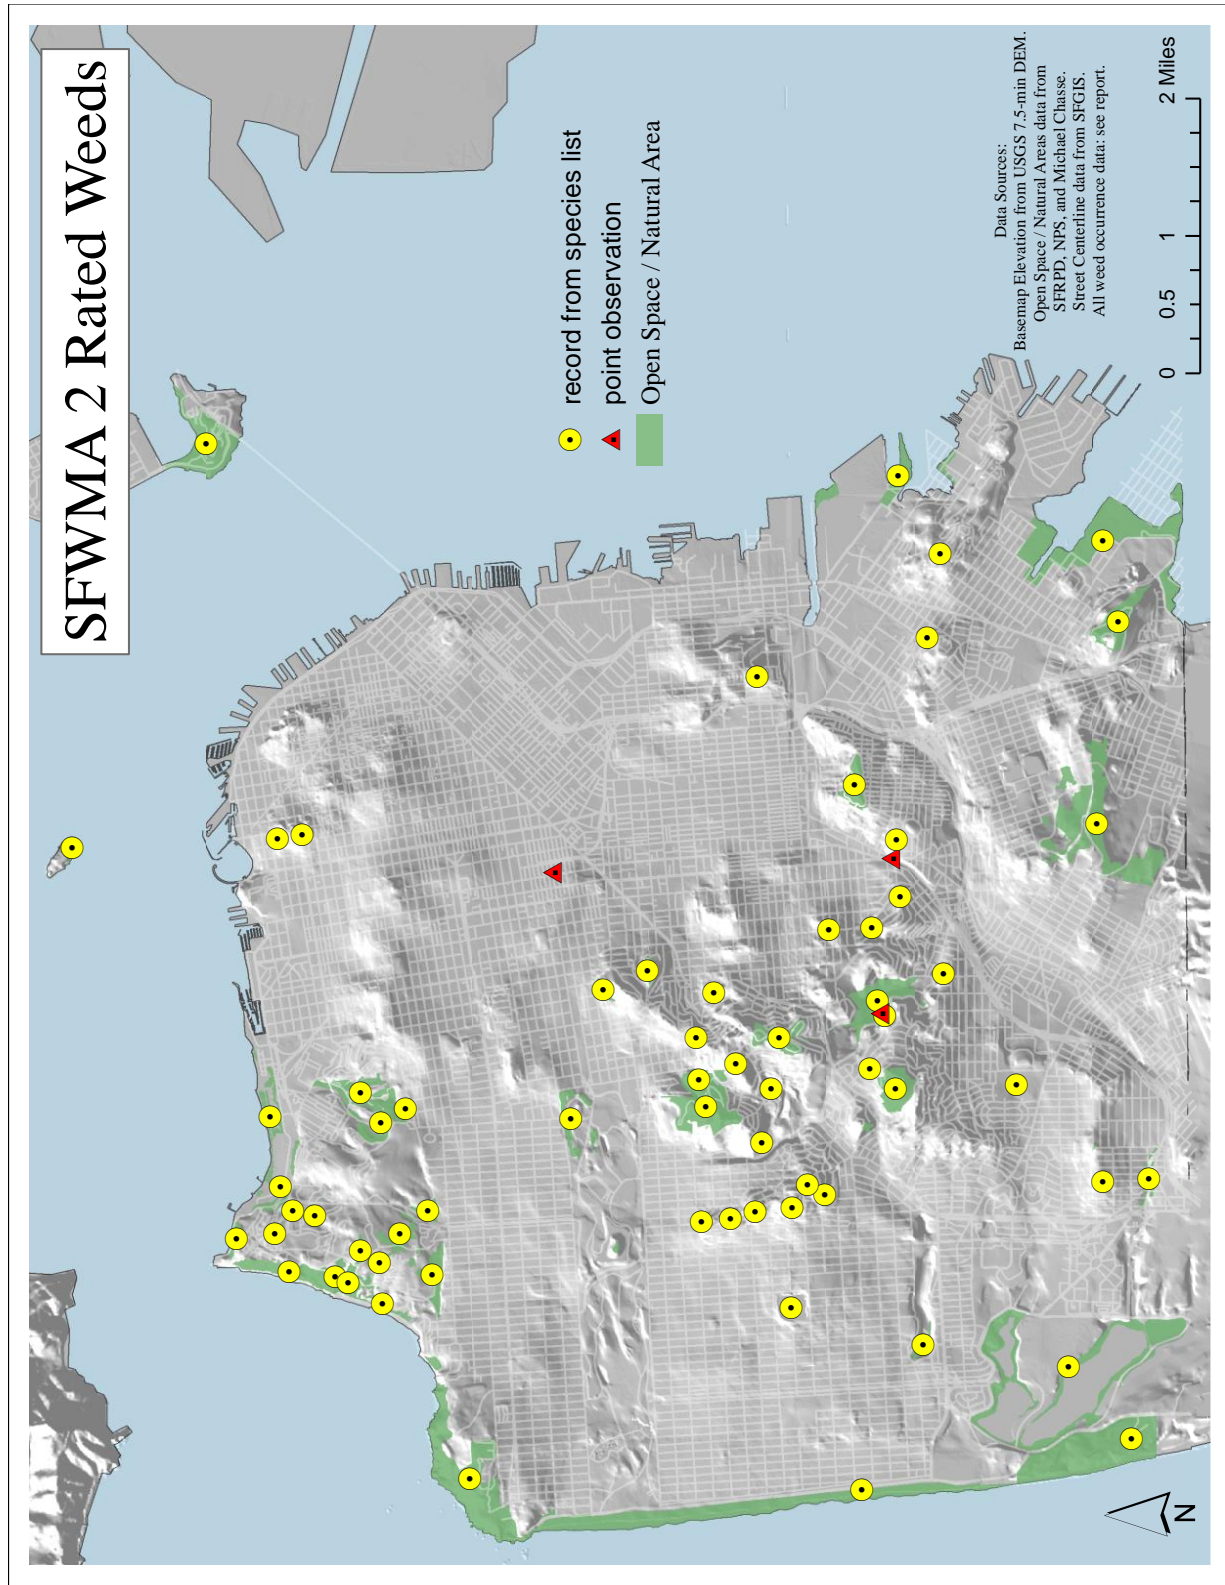 SFWMA 2 Rated Weeds
record from species list
point observation
Open Space / Natural Area
Data Sources:
Basemap Elevation from USGS 7.5-min DEM.
Open Space / Natural Areas data from
SFRPD, NPS, and Michael Chasse.
Street Centerline data from SFGIS.
All weed occurrence data: see report.
0 0.5 1 2 Miles
N